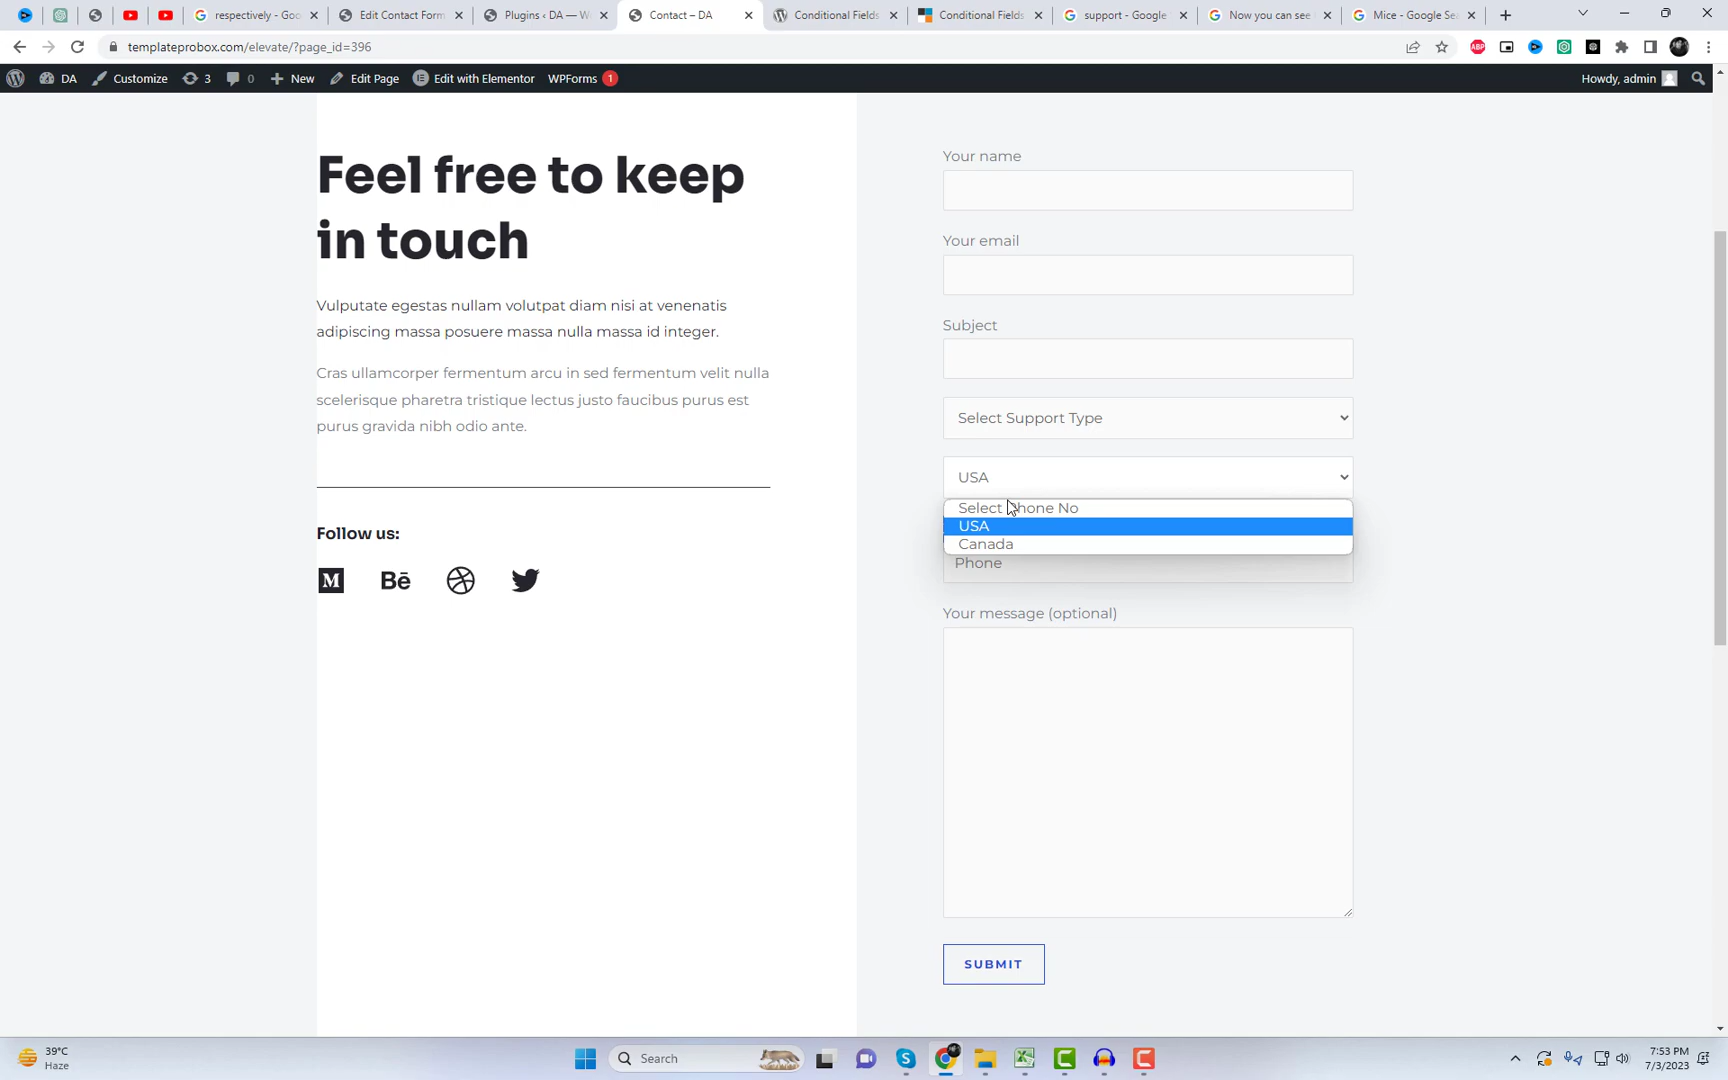 respectively - Goo
Edit Contact Form
Plugins ‹ DA — W
Contact – DA
Conditional Fields
Conditional Fields
support - Google
Now you can see
Mice - Google Sea
templateprobox.com/elevate/?page_id=396
DA
Customize
3
0
New
Edit Page
Edit with Elementor
WPForms 1
Howdy, admin
Feel free to keep
in touch
Vulputate egestas nullam volutpat diam nisi at venenatis
adipiscing massa posuere massa nulla massa id integer.
Cras ullamcorper fermentum arcu in sed fermentum velit nulla
scelerisque pharetra tristique lectus justo faucibus purus est
purus gravida nibh odio ante.
Follow us:
Your name
Your email
Subject
Select Support Type
USA
Select Phone No
USA
Canada
Phone
Your message (optional)
SUBMIT
39°C
Haze
Search
7:53 PM
7/3/2023